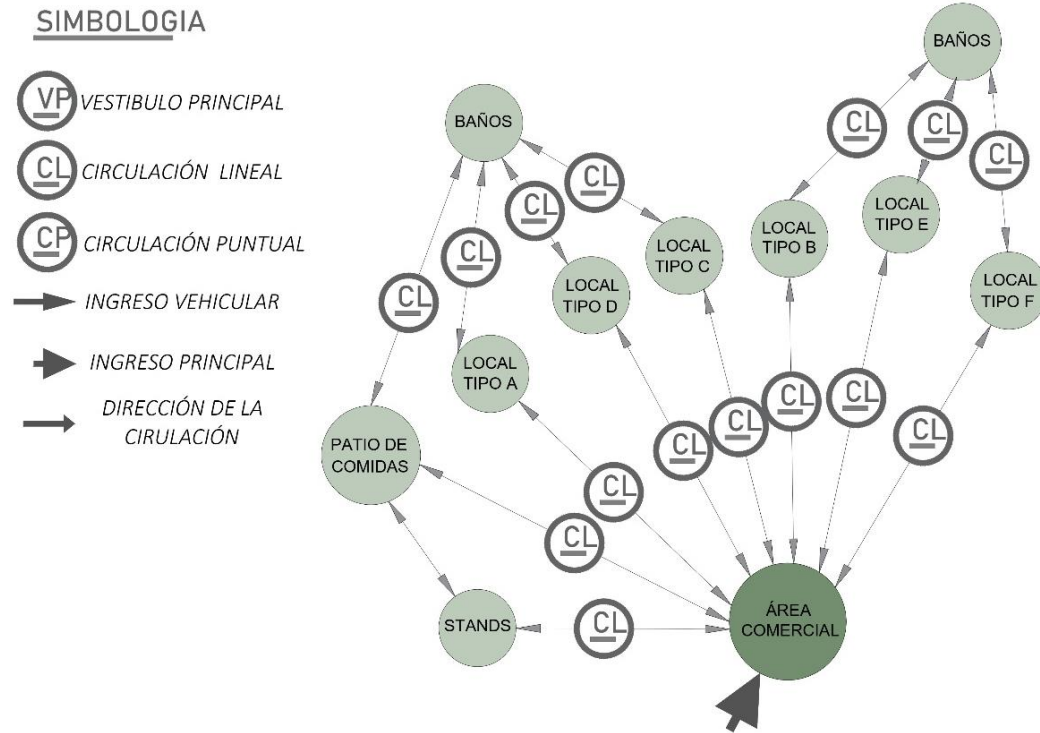 SIMBOLOGIA
VP VESTIBULO PRINCIPAL
CL CIRCULACIÓN LINEAL
CP CIRCULACIÓN PUNTUAL
INGRESO VEHICULAR
INGRESO PRINCIPAL
DIRECCIÓN DE LA
CIRULACIÓN
BAÑOS
BAÑOS
CL
CL
CL
CL
CL
CL
CL
CL
LOCAL
TIPO E
LOCAL
TIPO B
LOCAL
TIPO C
LOCAL
TIPO D
LOCAL
TIPO F
LOCAL
TIPO A
PATIO DE
COMIDAS
CL
CL
CL
CL
CL
CL
CL
CL
STANDS
CL
ÁREA
COMERCIAL